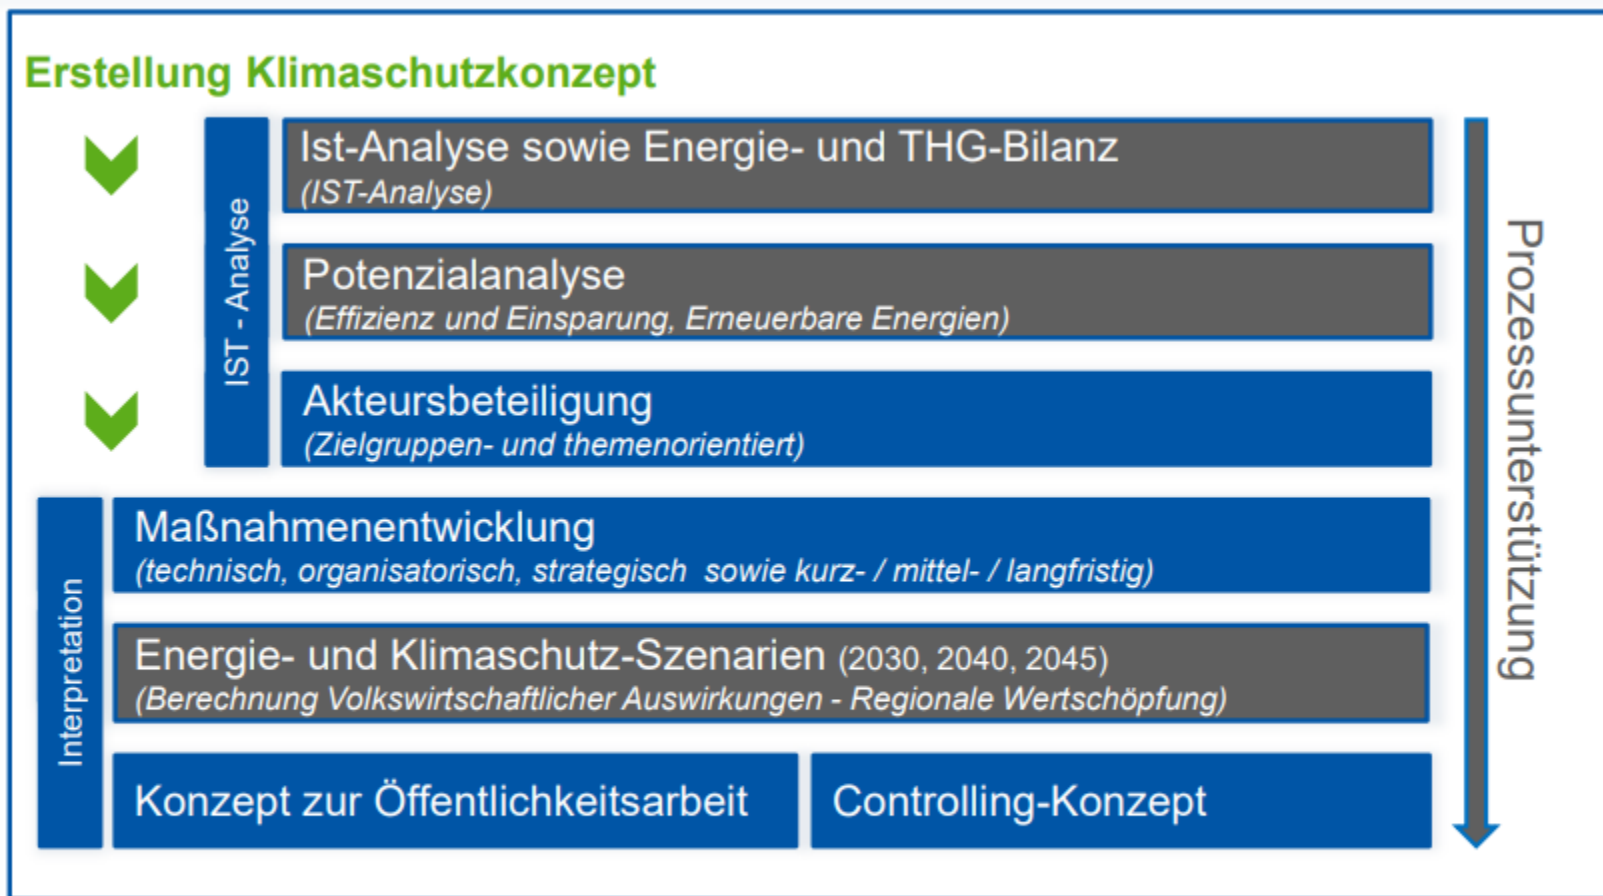 Erstellung Klimaschutzkonzept
IST - Analyse
Ist-Analyse sowie Energie- und THG-Bilanz
(IST-Analyse)
Potenzialanalyse
(Effizienz und Einsparung, Erneuerbare Energien)
Akteursbeteiligung
(Zielgruppen- und themenorientiert)
Interpretation
Maßnahmenentwicklung
(technisch, organisatorisch, strategisch sowie kurz- / mittel- / langfristig)
Energie- und Klimaschutz-Szenarien (2030, 2040, 2045)
(Berechnung Volkswirtschaftlicher Auswirkungen - Regionale Wertschöpfung)
Konzept zur Öffentlichkeitsarbeit
Controlling-Konzept
Prozessunterstützung